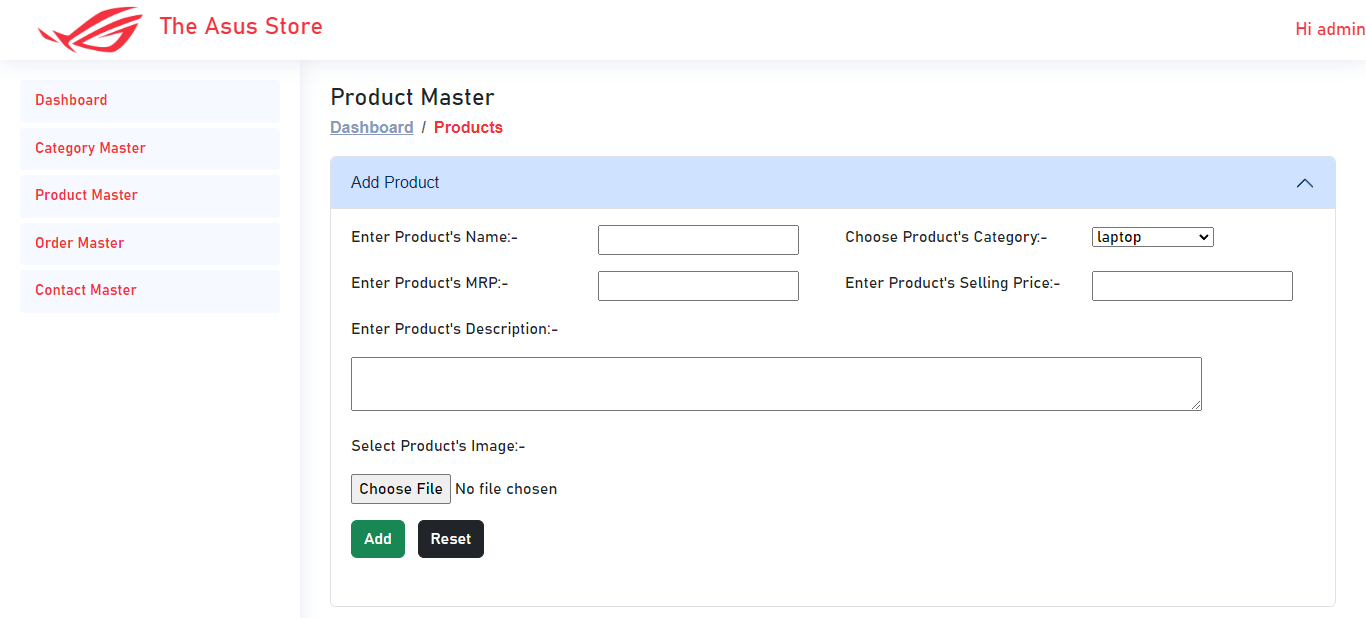 The Asus Store
Hi admin
Dashboard
Category Master
Product Master
Order Master
Contact Master
Product Master
Dashboard / Products
Add Product
Enter Product's Name:-
Choose Product's Category:-
laptop
Enter Product's MRP:-
Enter Product's Selling Price:-
Enter Product's Description:-
Select Product's Image:-
Choose File No file chosen
Add Reset